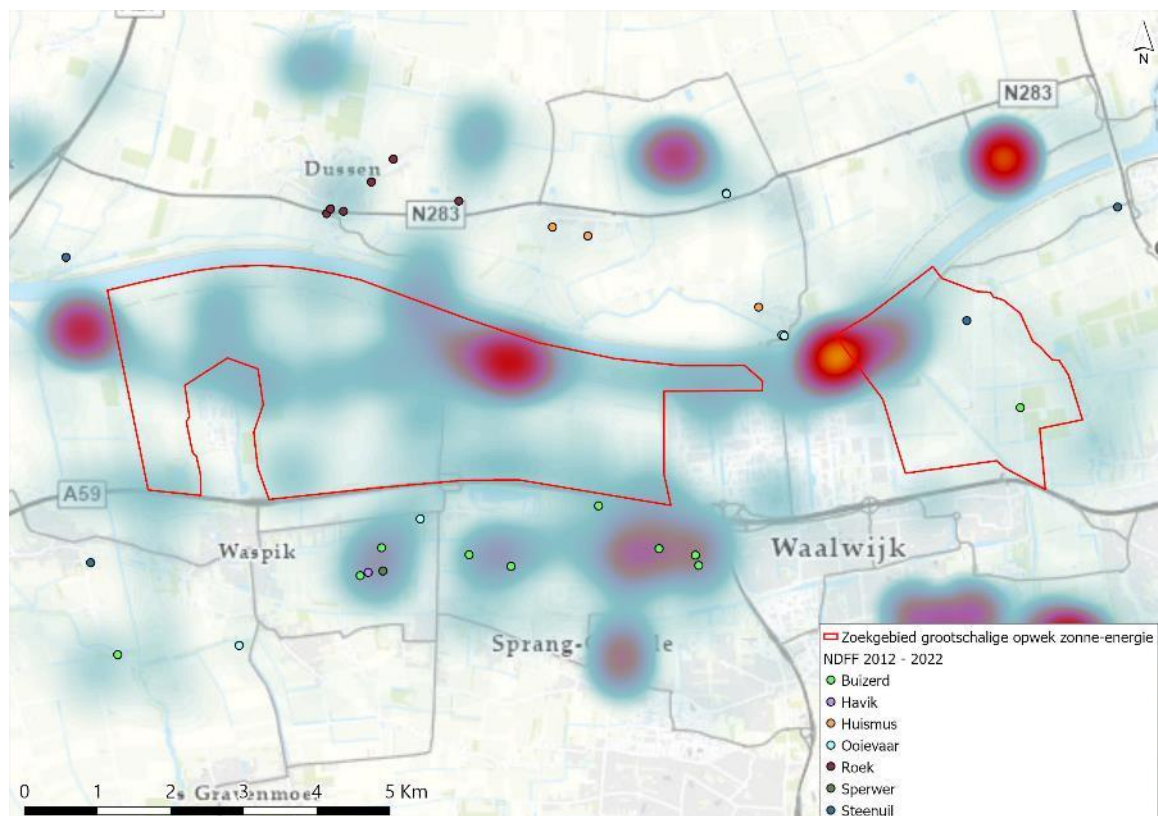 N
N283
Dussen
N283
A59
Waspik
Waalwijk
Sprang-
s Gravenmoer
0 1 2 3 4 5 Km
Zoekgebied grootschalige opwek zonne-energie
NDFF 2012 - 2022
Buizerd
Havik
Huismus
Ooievaar
Roek
Sperwer
Steenuil